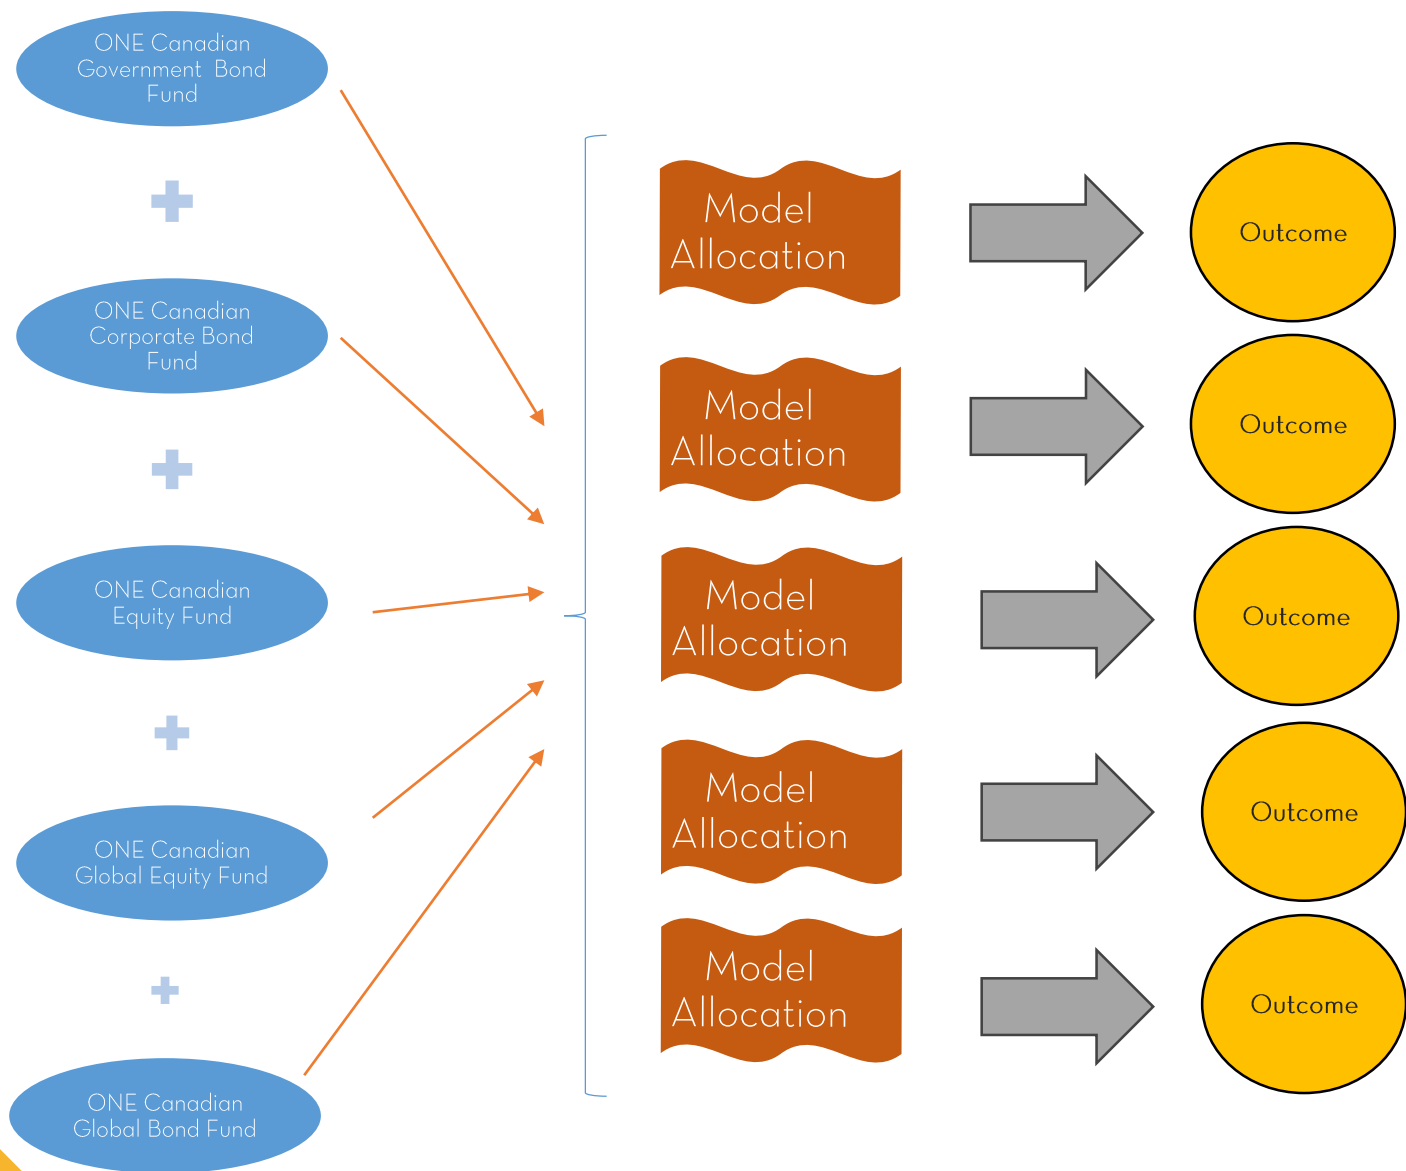 ONE Canadian
Government Bond
Fund
ONE Canadian
Corporate Bond
Fund
ONE Canadian
Equity Fund
ONE Canadian
Global Equity Fund
ONE Canadian
Global Bond Fund
Model
Allocation
Model
Allocation
Model
Allocation
Model
Allocation
Model
Allocation
Outcome
Outcome
Outcome
Outcome
Outcome